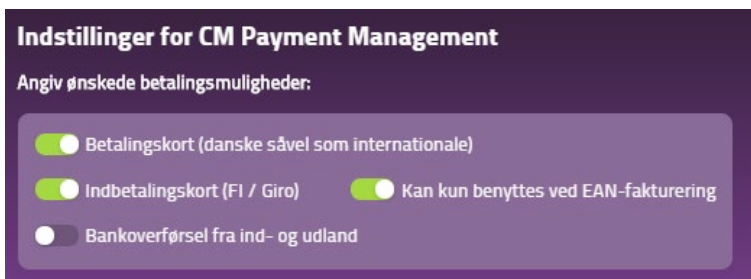 Indstillinger for CM Payment Management
Angiv ønskede betalingsmuligheder:
Betalingskort (danske såvel som internationale)
Indbetalingskort (FI / Giro) Kan kun benyttes ved EAN-fakturering
Bankoverførsel fra ind- og udland